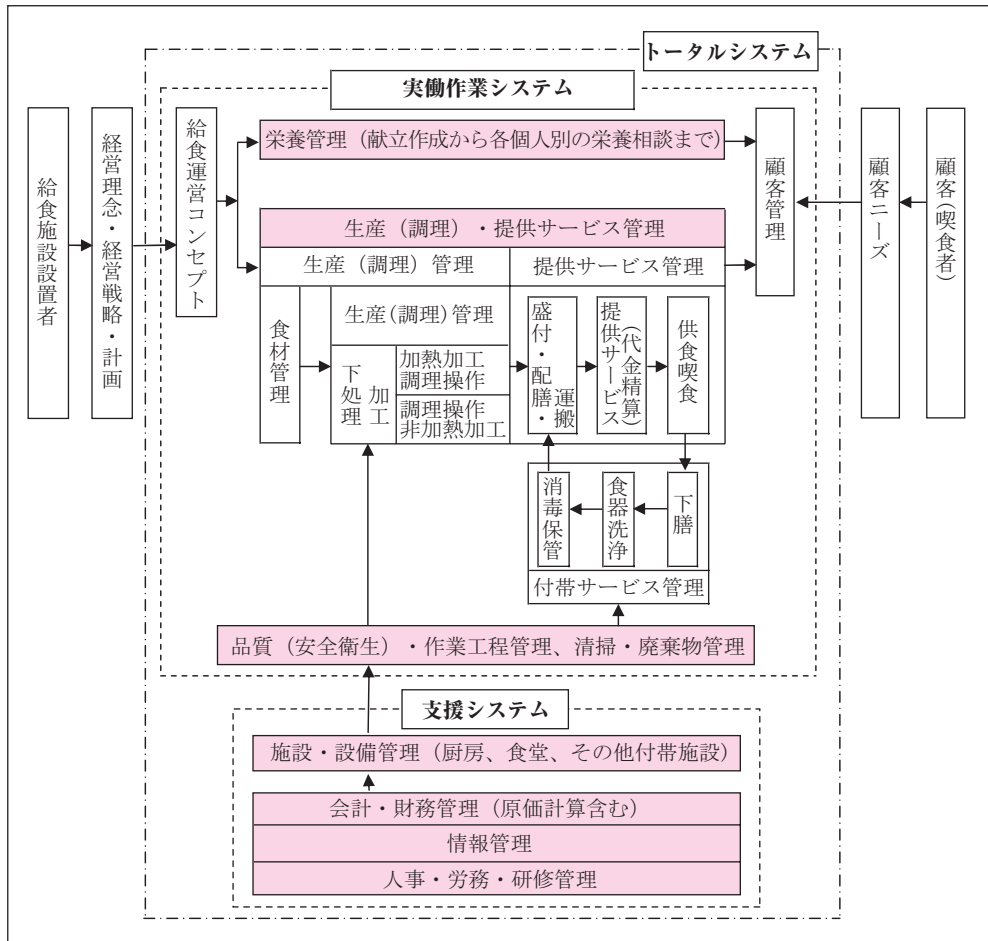 トータルシステム
実働作業システム
給食施設設置者
経営理念・経営戦略・計画
給食運営コンセプト
栄養管理（献立作成から各個人別の栄養相談まで）
生産（調理）・提供サービス管理
生産（調理）管理
提供サービス管理
食材管理
生産（調理）管理
下処理
加工
加熱加工
調理操作
調理操作
非加熱加工
盛付・配膳・
運搬
提供サービス
（代金精算）
供食喫食
消毒保管
食器洗浄
下膳
付帯サービス管理
顧客管理
顧客ニーズ
顧客（喫食者）
品質（安全衛生）・作業工程管理、清掃・廃棄物管理
支援システム
施設・設備管理（厨房、食堂、その他付帯施設）
会計・財務管理（原価計算含む）
情報管理
人事・労務・研修管理